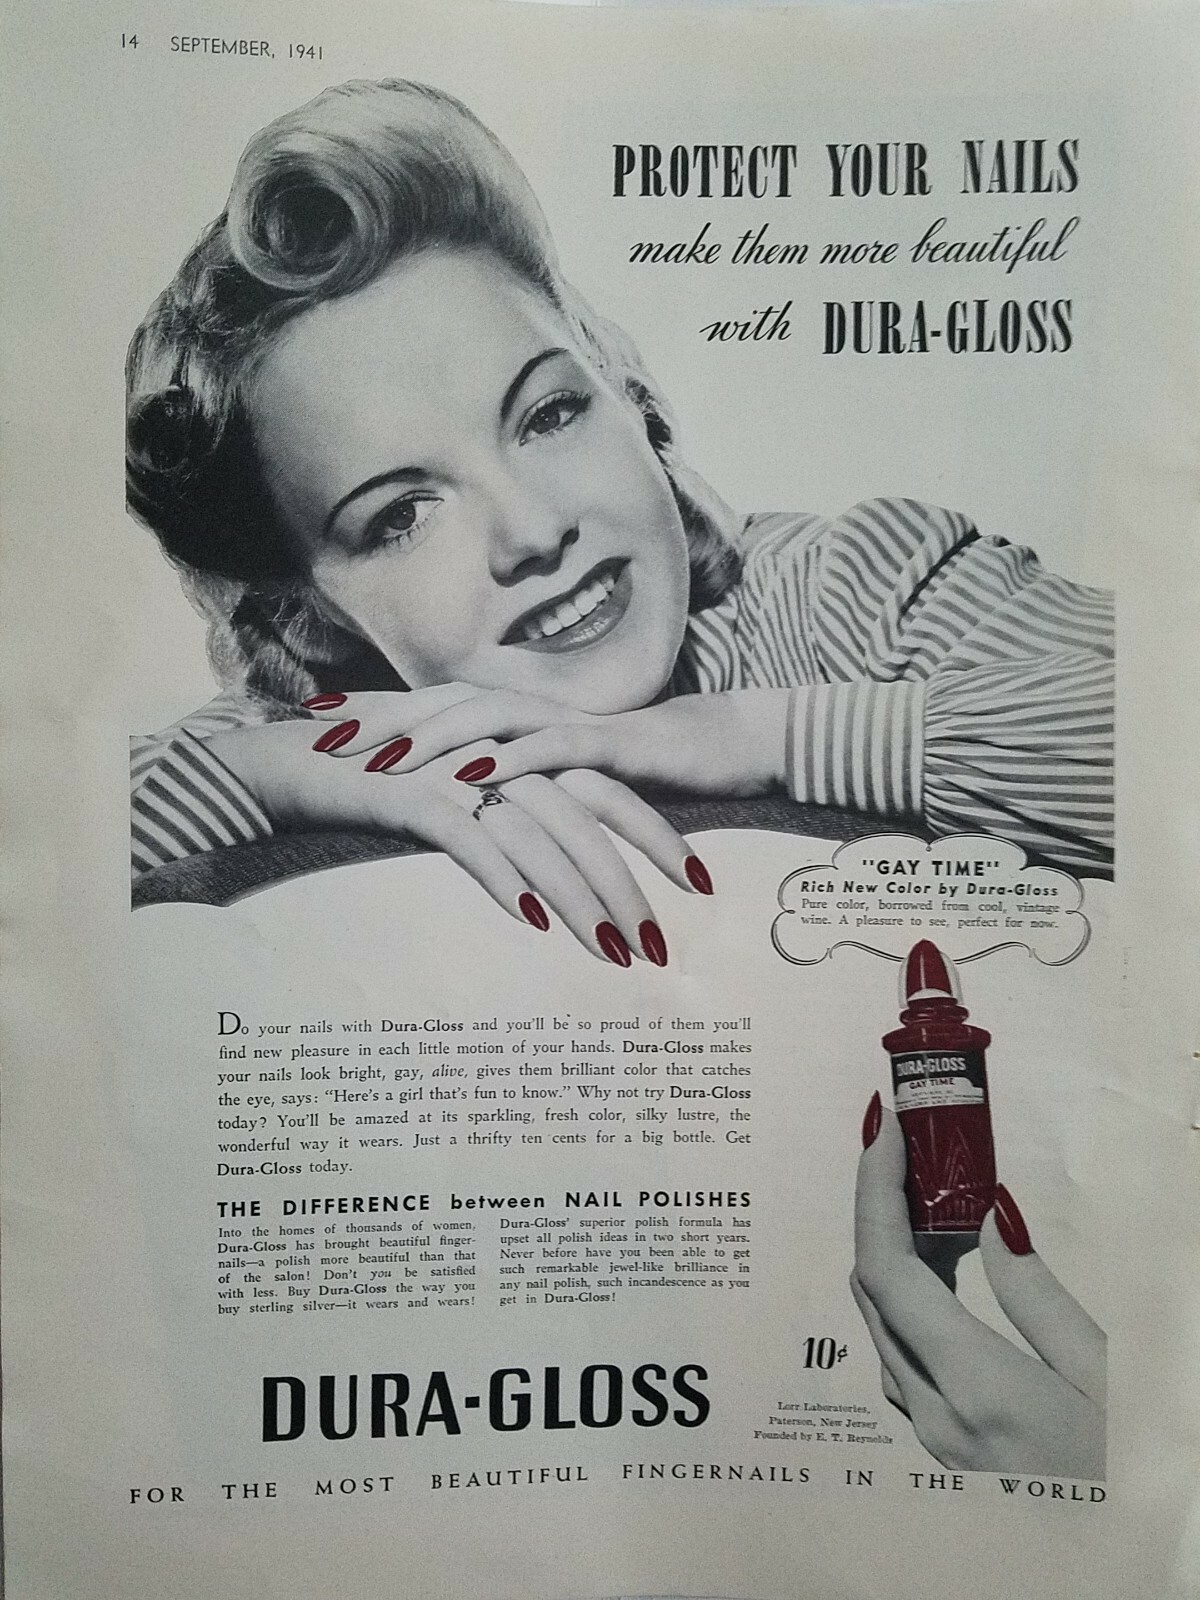 14 SEPTEMBER, 1941
PROTECT YOUR NAILS
make them more beautiful
with DURA-GLOSS
"GAY TIME"
Rich New Color by Dura-Gloss
Pure color, borrowed from cool, vintage
wine. A pleasure to see, perfect for now.
DURA-GLOSS
GAY TIME
Do your nails with Dura-Gloss and you'll be so proud of them you'll
find new pleasure in each little motion of your hands. Dura-Gloss makes
your nails look bright, gay, alive, gives them brilliant color that catches
the eye, says: "Here's a girl that's fun to know." Why not try Dura-Gloss
today? You'll be amazed at its sparkling, fresh color, silky lustre, the
wonderful way it wears. Just a thrifty ten cents for a big bottle. Get
Dura-Gloss today.
THE DIFFERENCE between NAIL POLISHES
Into the homes of thousands of women,
Dura-Gloss has brought beautiful finger-
nails—a polish more beautiful than that
of the salon! Don't you be satisfied
with less. Buy Dura-Gloss the way you
buy sterling silver—it wears and wears!
Dura-Gloss' superior polish formula has
upset all polish ideas in two short years.
Never before have you been able to get
such remarkable jewel-like brilliance in
any nail polish, such incandescence as you
get in Dura-Gloss!
10¢
DURA-GLOSS
Lorr Laboratories,
Paterson, New Jersey
Founded by E. T. Reynolds
FOR THE MOST BEAUTIFUL FINGERNAILS IN THE WORLD